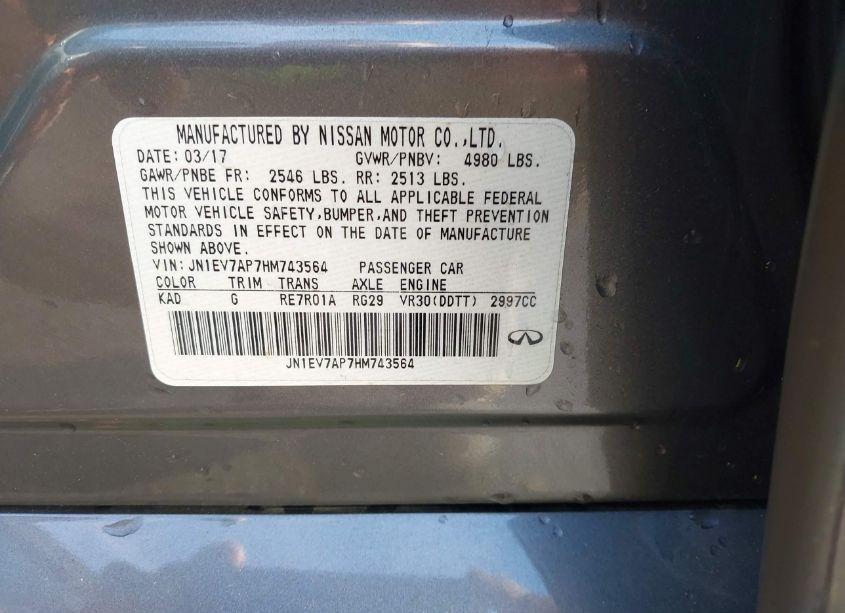 MANUFACTURED BY NISSAN MOTOR CO.,LTD.
DATE: 03/17 GVWR/PNBV: 4980 LBS.
GAWR/PNBE FR: 2546 LBS. RR: 2513 LBS.
THIS VEHICLE CONFORMS TO ALL APPLICABLE FEDERAL
MOTOR VEHICLE SAFETY,BUMPER,AND THEFT PREVENTION
STANDARDS IN EFFECT ON THE DATE OF MANUFACTURE
SHOWN ABOVE.
VIN:JN1EV7AP7HM743564 PASSENGER CAR
COLOR TRIM TRANS AXLE ENGINE
KAD G RE7R01A RG29 VR30(DDTT) 2997CC
JN1EV7AP7HM743564